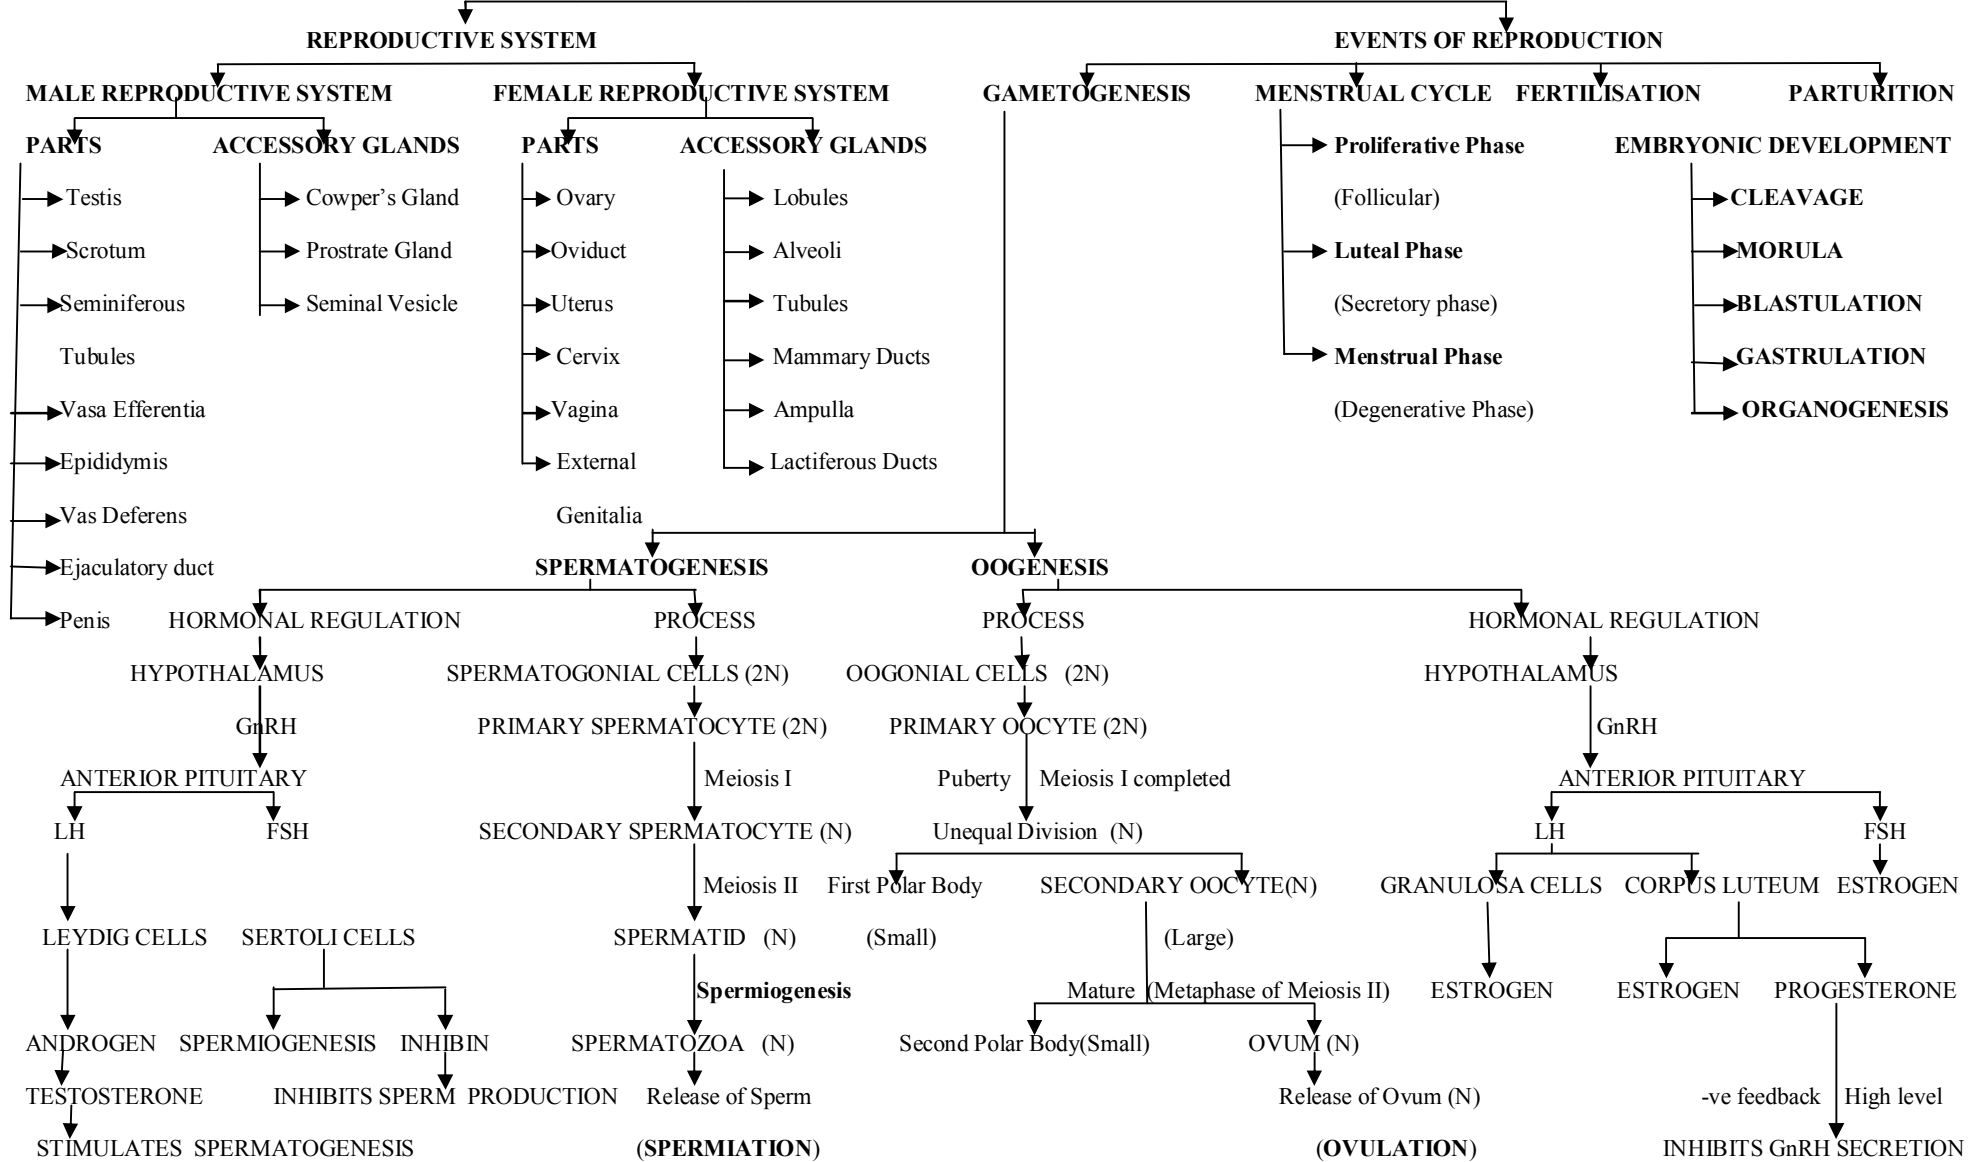 REPRODUCTIVE SYSTEM EVENTS OF REPRODUCTION
MALE REPRODUCTIVE SYSTEM FEMALE REPRODUCTIVE SYSTEM GAMETOGENESIS MENSTRUAL CYCLE FERTILISATION PARTURITION
PARTS ACCESSORY GLANDS PARTS ACCESSORY GLANDS Proliferative Phase EMBRYONIC DEVELOPMENT
Testis Cowper's Gland Ovary Lobules (Follicular) CLEAVAGE
Scrotum Prostrate Gland Oviduct Alveoli Luteal Phase MORULA
Seminiferous Seminal Vesicle Uterus Tubules (Secretory phase) BLASTULATION
Tubules Cervix Mammary Ducts Menstrual Phase GASTRULATION
Vasa Efferentia Vagina Ampulla (Degenerative Phase) ORGANOGENESIS
Epididymis External Lactiferous Ducts
Vas Deferens Genitalia
Ejaculatory duct SPERMATOGENESIS OOGENESIS
Penis HORMONAL REGULATION PROCESS PROCESS HORMONAL REGULATION
HYPOTHALAMUS SPERMATOGONIAL CELLS (2N) OOGONIAL CELLS (2N) HYPOTHALAMUS
GnRH PRIMARY SPERMATOCYTE (2N) PRIMARY OOCYTE (2N) GnRH
ANTERIOR PITUITARY Meiosis I Puberty Meiosis I completed ANTERIOR PITUITARY
LH FSH SECONDARY SPERMATOCYTE (N) Unequal Division (N) LH FSH
Meiosis II First Polar Body SECONDARY OOCYTE(N) GRANULOSA CELLS CORPUS LUTEUM ESTROGEN
LEYDIG CELLS SERTOLI CELLS SPERMATID (N) (Small) (Large)
Spermiogenesis Mature (Metaphase of Meiosis II) ESTROGEN ESTROGEN PROGESTERONE
ANDROGEN SPERMIOGENESIS INHIBIN SPERMATOZOA (N) Second Polar Body(Small) OVUM (N)
TESTOSTERONE INHIBITS SPERM PRODUCTION Release of Sperm Release of Ovum (N) -ve feedback High level
STIMULATES SPERMATOGENESIS (SPERMIATION) (OVULATION) INHIBITS GnRH SECRETION